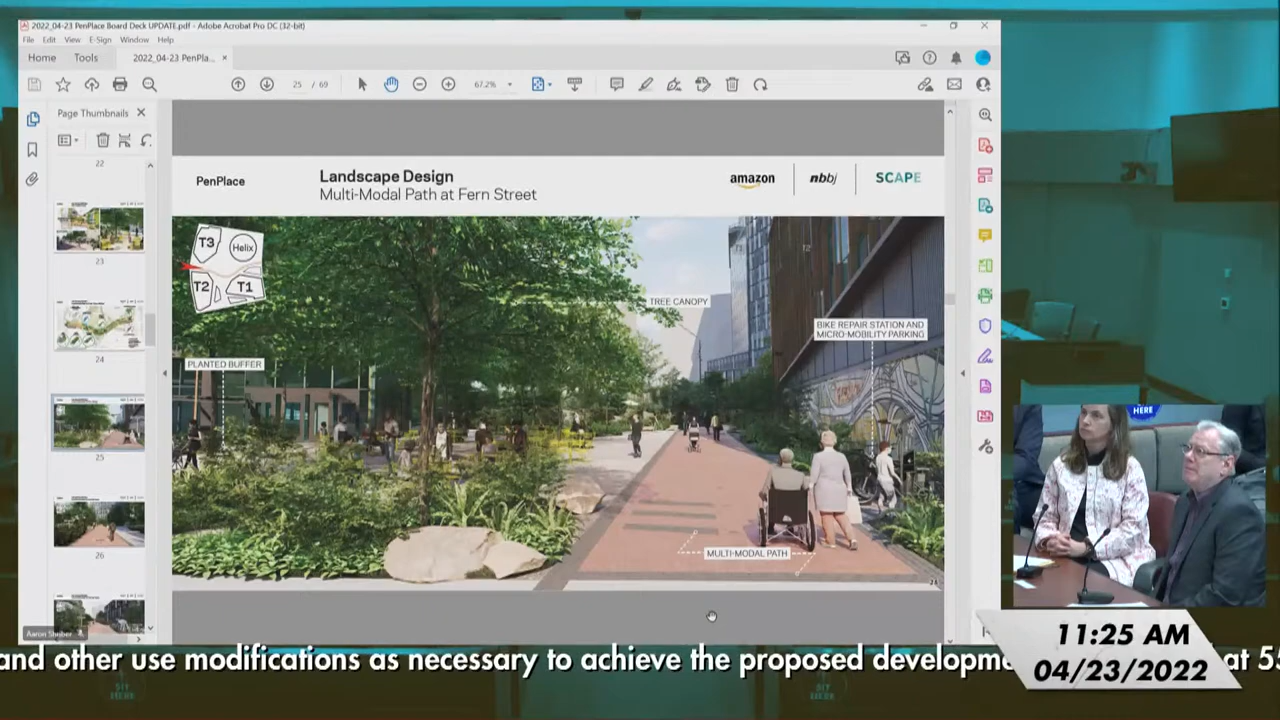 2022_04-23 PenPlace Board Deck UPDATE.pdf - Adobe Acrobat Pro DC (32-bit)
File Edit View E-Sign Window Help
Home Tools 2022_04-23 PenPla... ×
25 / 69 67.2%
Page Thumbnails
22
23
24
25
26
PenPlace
Landscape Design
Multi-Modal Path at Fern Street
amazon nbbj SCAPE
T3 Helix
T2 T1
TREE CANOPY
BIKE REPAIR STATION AND
MICRO-MOBILITY PARKING
PLANTED BUFFER
MULTI-MODAL PATH
HERE
11:25 AM
04/23/2022
and other use modifications as necessary to achieve the proposed developme
at 55